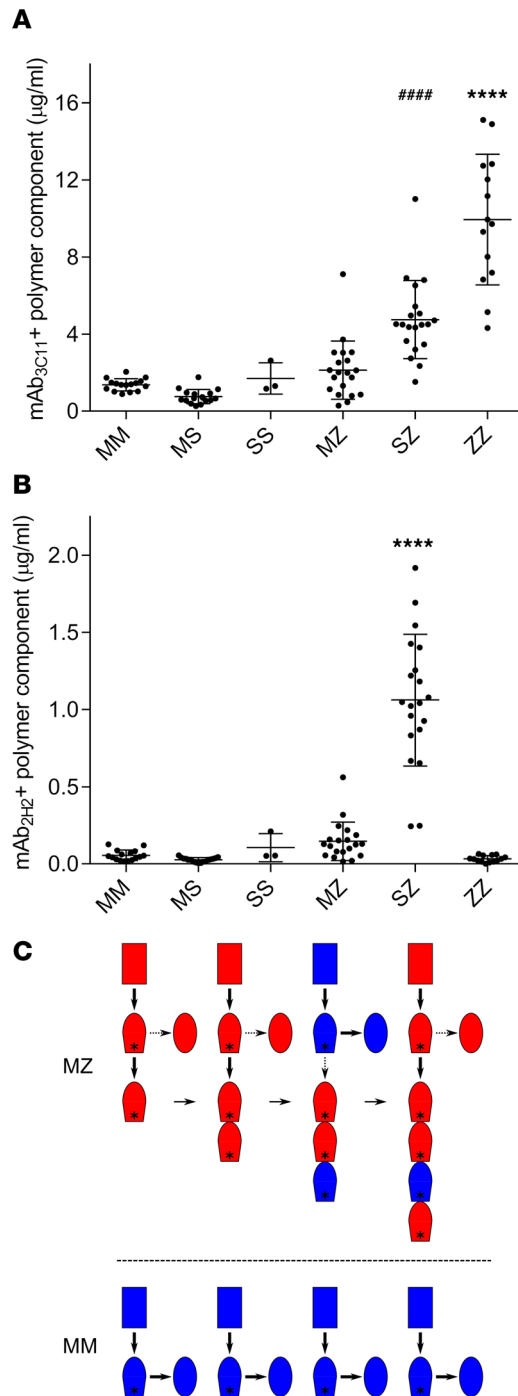 A
mAb3C11+ polymer component (μg/ml)
16
12
8
4
0
####
****
MM
MS
SS
MZ
SZ
ZZ
B
mAb2H2+ polymer component (μg/ml)
2.0
1.5
1.0
0.5
0.0
****
MM
MS
SS
MZ
SZ
ZZ
C
MZ
* * * *
* * * *
* * *
* *
MM
* * * *